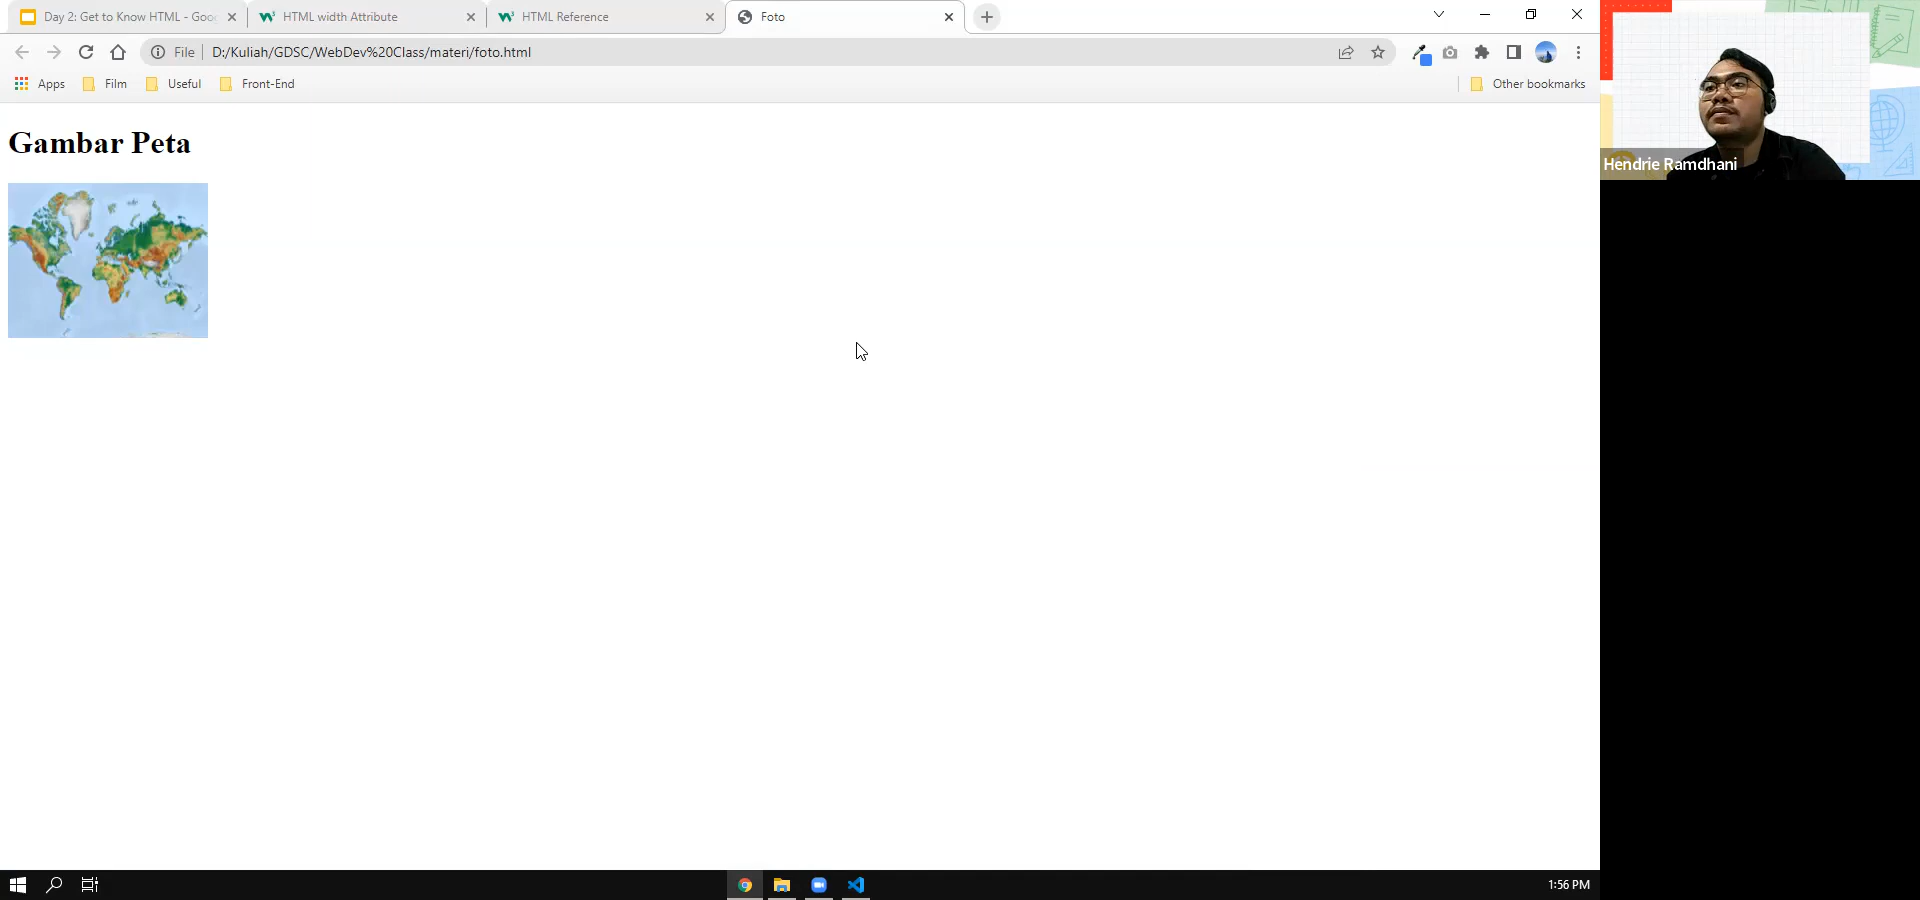 Day 2: Get to Know HTML - Goo
HTML width Attribute
HTML Reference
Foto
File
D:/Kuliah/GDSC/WebDev%20Class/materi/foto.html
Apps
Film
Useful
Front-End
Other bookmarks
Gambar Peta
Hendrie Ramdhani
1:56 PM